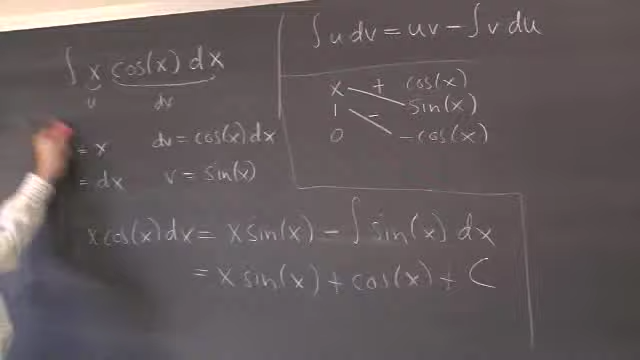 ∫ x cos(x) dx
u dv
= x dv = cos(x) dx
= dx v = sin(x)
x cos(x) dx = x sin(x) − ∫ sin(x) dx
= x sin(x) + cos(x) + C
∫ u dv = uv − ∫ v du
x + cos(x)
1 − sin(x)
0 −cos(x)